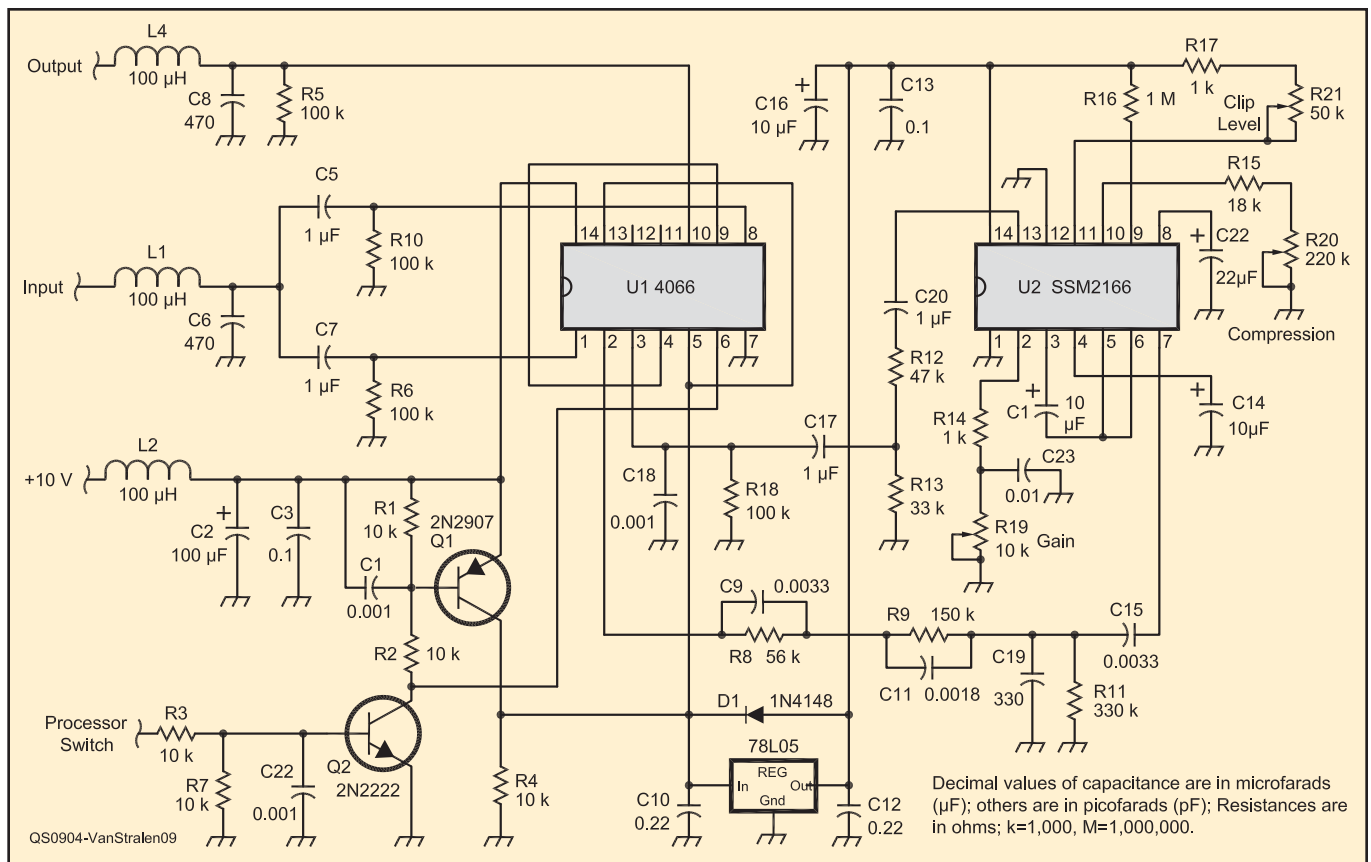 L4
Output
100 µH
C8
470
R5
100 k
C5
1 µF
R10
100 k
L1
Input
100 µH
C6
470
C7
1 µF
R6
100 k
14 13 12 11 10 9 8
U1 4066
1 2 3 4 5 6 7
L2
+10 V
100 µH
+
C2
100 µF
C3
0.1
R1
10 k
2N2907
Q1
C1
0.001
R2
10 k
Processor
Switch
R3
10 k
R7
10 k
C22
0.001
Q2
2N2222
R4
10 k
C18
0.001
R18
100 k
C17
1 µF
+
C16
10 µF
C13
0.1
R17
1 k
R16
1 M
Clip
Level
R21
50 k
R15
18 k
+
C22
22µF
R20
220 k
Compression
14 13 12 11 10 9 8
U2 SSM2166
1 2 3 4 5 6 7
C20
1 µF
R12
47 k
R13
33 k
R14
1 k
+
C1
10
µF
C23
0.01
R19
10 k
Gain
+
C14
10µF
C9
0.0033
R8
56 k
R9
150 k
C11
0.0018
C19
330
R11
330 k
C15
0.0033
D1
1N4148
78L05
REG
In
Out
Gnd
C10
0.22
C12
0.22
Decimal values of capacitance are in microfarads
(µF); others are in picofarads (pF); Resistances are
in ohms; k=1,000, M=1,000,000.
QS0904-VanStralen09